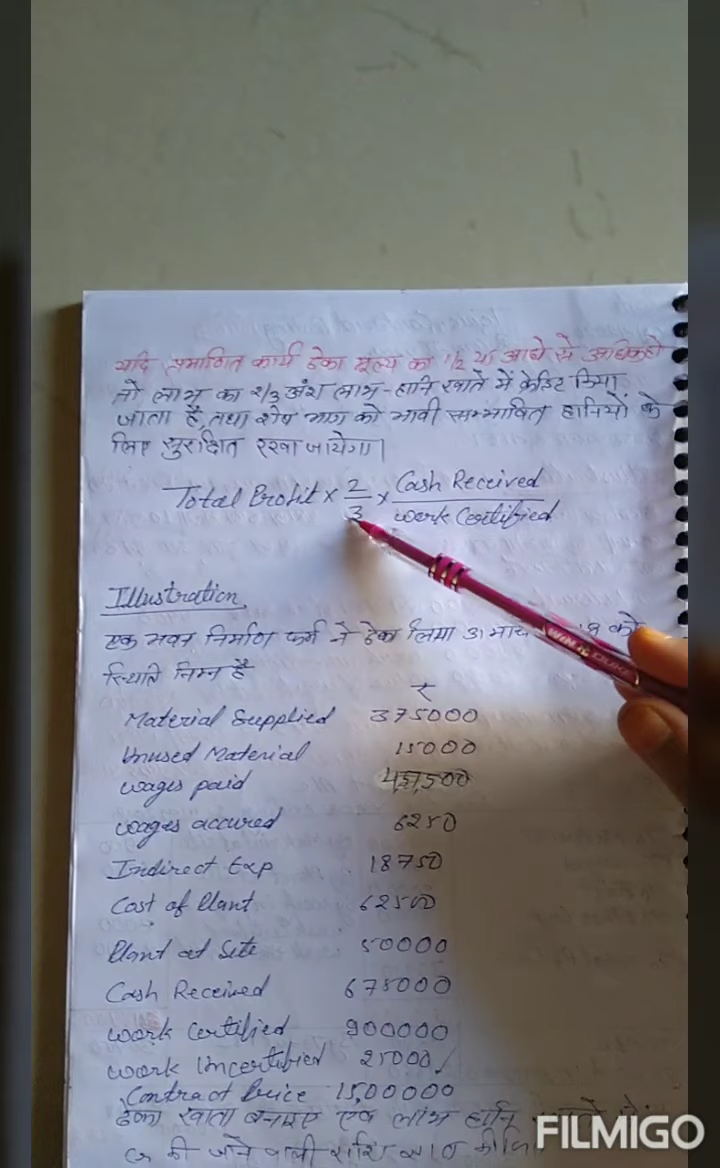 यदि प्रमाणित कार्य ठेका मूल्य का 1/2 या आधे से अधिक हो
तो लाभ का 2/3 अंश लाभ-हानि खाते में क्रेडिट किया
जाता है, तथा शेष भाग को भावी सम्भावित हानियों के
लिए सुरक्षित रखा जायेगा।
Total Profit × 2/3 × Cash Received / Work Certified
Illustration
एक भवन निर्माण फर्म ने ठेका लिया 31 मार्च को
स्थिति निम्न है
₹
Material Supplied 375000
Unused Material 15000
Wages paid 457,500
Wages accured 6250
Indirect Exp 18750
Cost of Plant 62500
Plant at Site 50000
Cash Received 675000
Work Certified 900000
Work Uncertified 25000
Contract Price 15,00000
ठेका खाता बनाइए एवं लाभ हानि
की जाने वाली राशि
FILMIGO